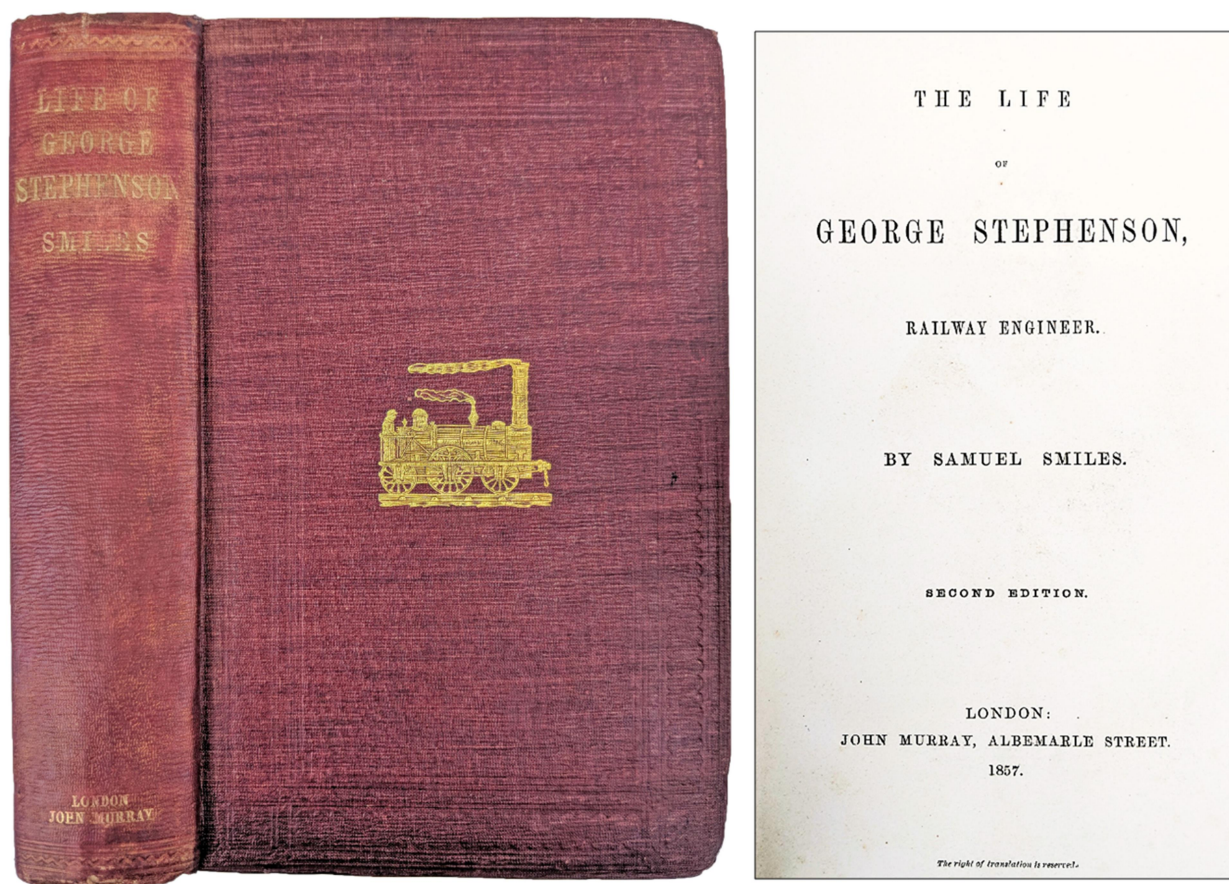 LIFE OF
GEORGE
STEPHENSON
SMILES
LONDON
JOHN MURRAY
THE LIFE
OF
GEORGE STEPHENSON,
RAILWAY ENGINEER.
BY SAMUEL SMILES.
SECOND EDITION.
LONDON:
JOHN MURRAY, ALBEMARLE STREET.
1857.
The right of translation is reserved.